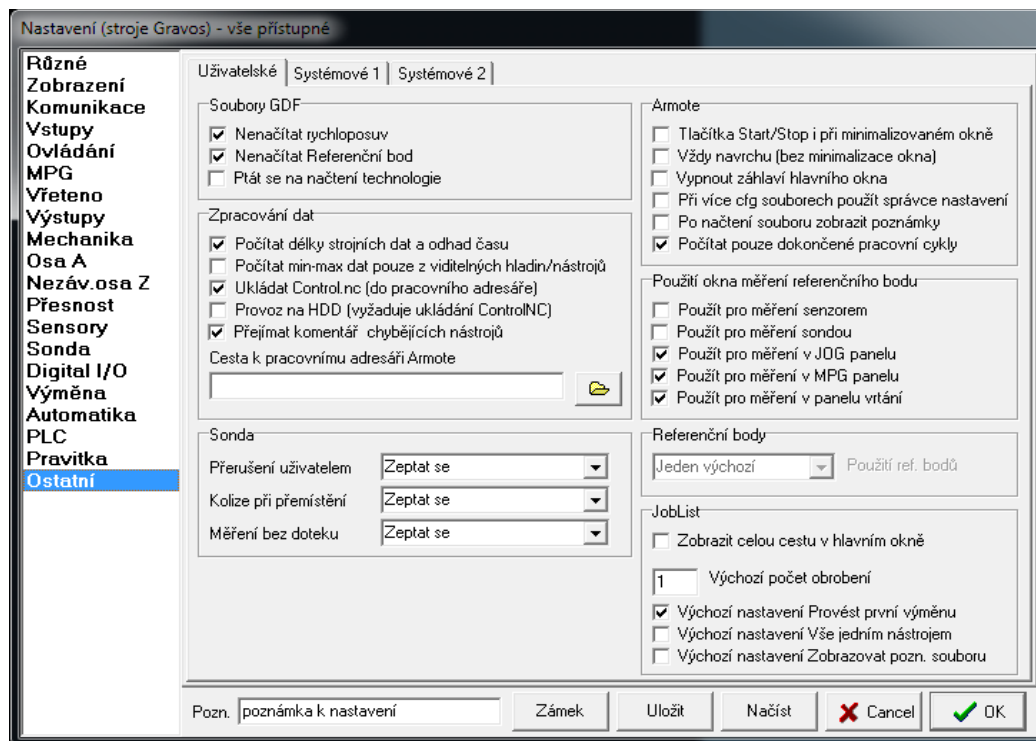 Nastavení (stroje Gravos) - vše přístupné
Různé
Zobrazení
Komunikace
Vstupy
Ovládání
MPG
Vřeteno
Výstupy
Mechanika
Osa A
Nezáv.osa Z
Přesnost
Sensory
Sonda
Digital I/O
Výměna
Automatika
PLC
Pravitka
Ostatní
Uživatelské
Systémové 1
Systémové 2
Soubory GDF
Nenačítat rychloposuv
Nenačítat Referenční bod
Ptát se na načtení technologie
Zpracování dat
Počítat délky strojních dat a odhad času
Počítat min-max dat pouze z viditelných hladin/nástrojů
Ukládat Control.nc (do pracovního adresáře)
Provoz na HDD (vyžaduje ukládání ControlNC)
Přejímat komentář chybějících nástrojů
Cesta k pracovnímu adresáři Armote
Sonda
Přerušení uživatelem
Zeptat se
Kolize při přemístění
Zeptat se
Měření bez doteku
Zeptat se
Armote
Tlačítka Start/Stop i při minimalizovaném okně
Vždy navrchu (bez minimalizace okna)
Vypnout záhlaví hlavního okna
Při více cfg souborech použít správce nastavení
Po načtení souboru zobrazit poznámky
Počítat pouze dokončené pracovní cykly
Použití okna měření referenčního bodu
Použít pro měření senzorem
Použít pro měření sondou
Použít pro měření v JOG panelu
Použít pro měření v MPG panelu
Použít pro měření v panelu vrtání
Referenční body
Jeden výchozí
Použití ref. bodů
JobList
Zobrazit celou cestu v hlavním okně
1 Výchozí počet obrobení
Výchozí nastavení Provést první výměnu
Výchozí nastavení Vše jedním nástrojem
Výchozí nastavení Zobrazovat pozn. souboru
Pozn. poznámka k nastavení
Zámek
Uložit
Načíst
Cancel
OK